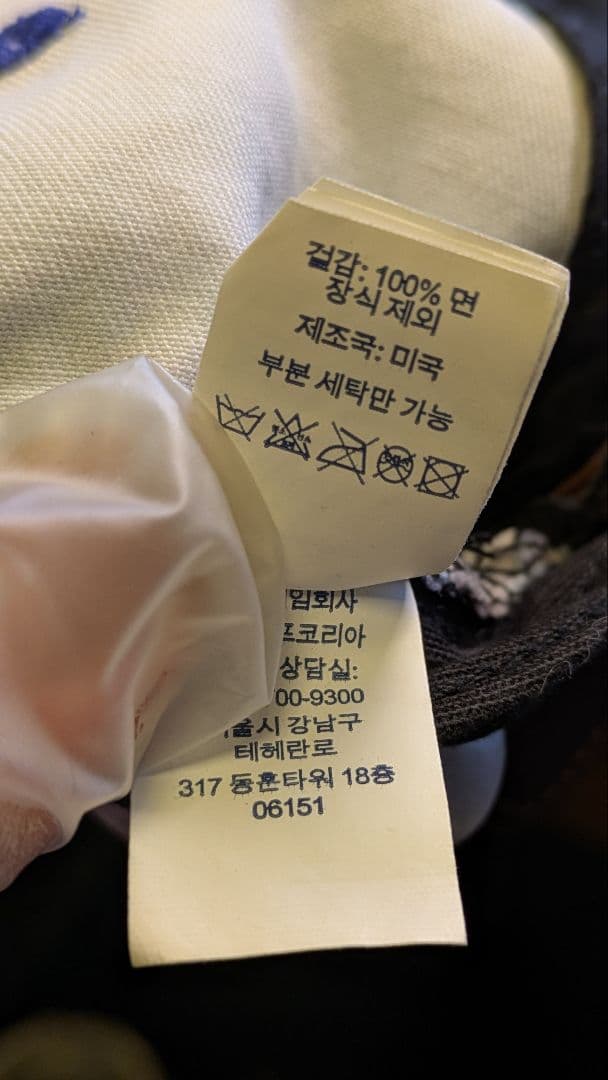 걸감: 100% 면
장식 제외
제조국: 미국
부분 세탁만 가능
임회사
프코리아
상담실:
00-9300
울시 강남구
테헤란로
317 동훈타워 18층
06151